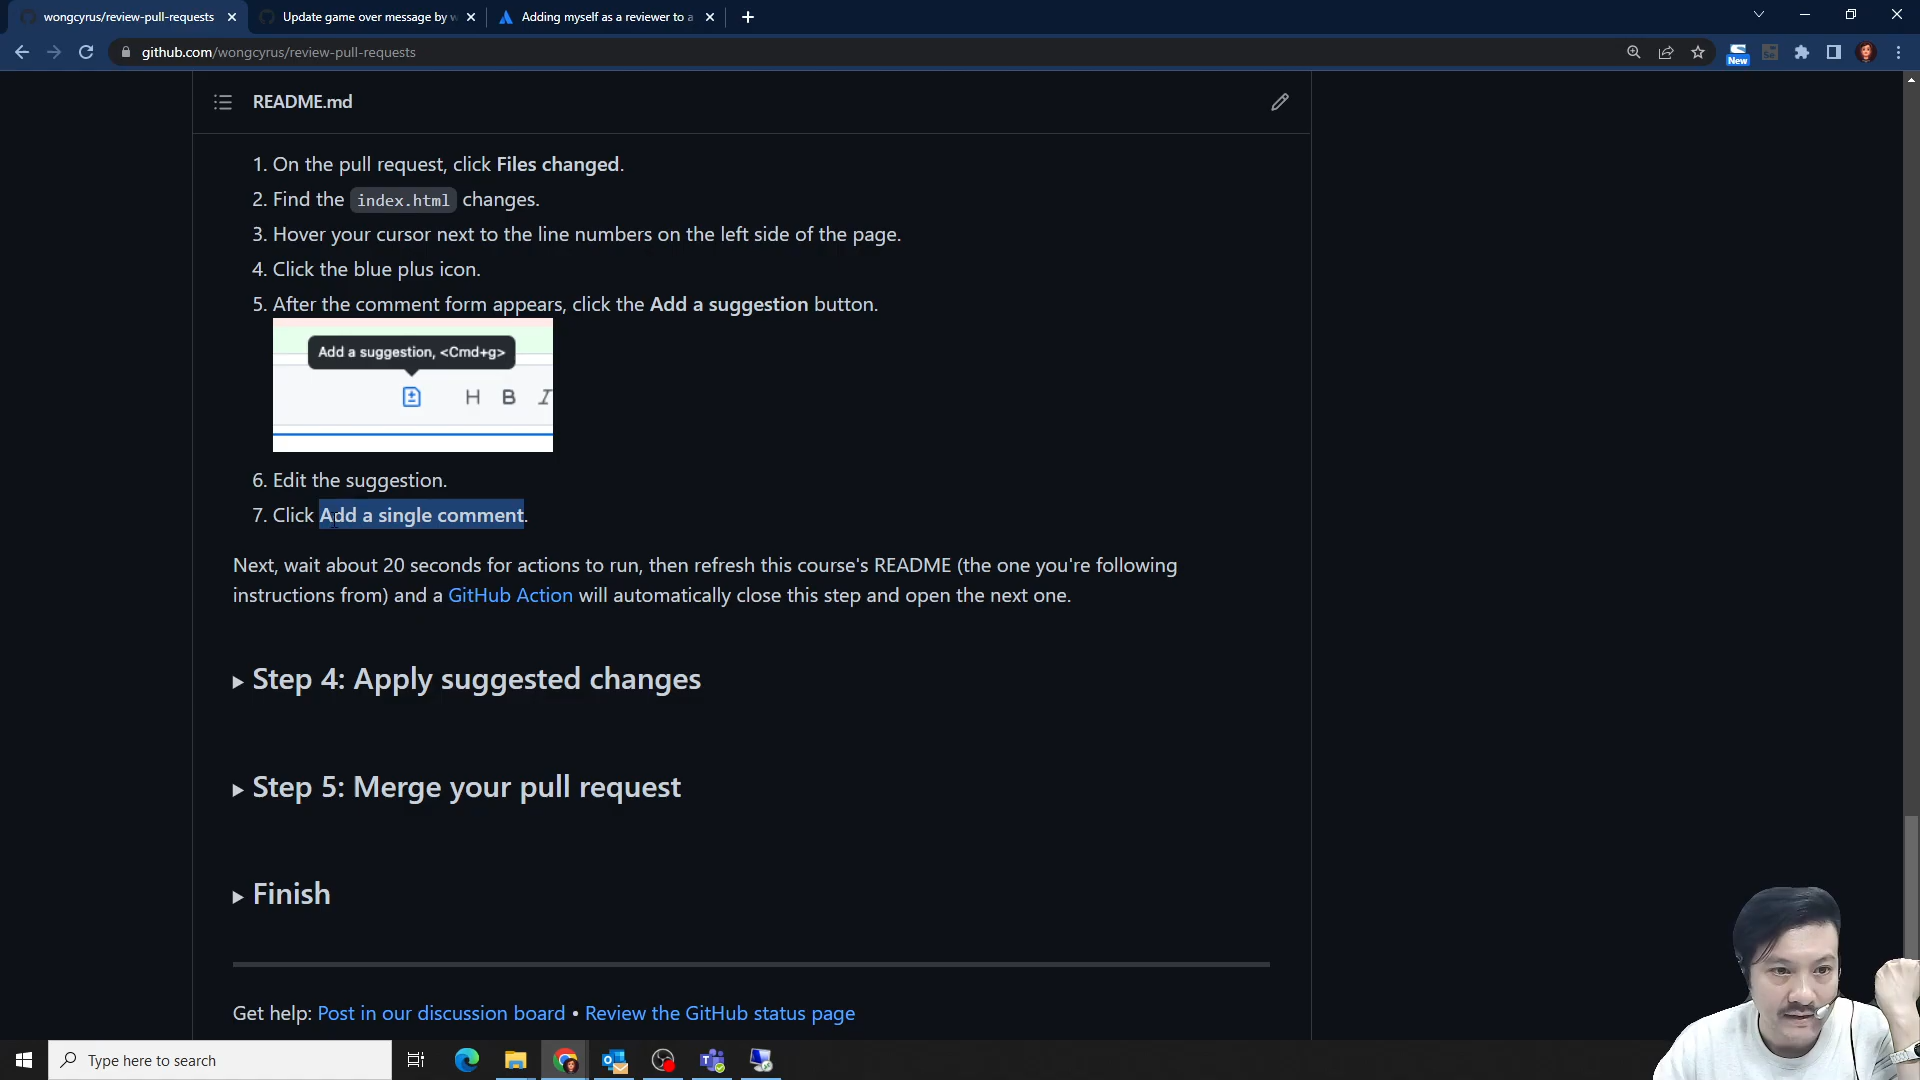 wongcyrus/review-pull-requests
Update game over message by w
Adding myself as a reviewer to a
github.com/wongcyrus/review-pull-requests
New
README.md
1. On the pull request, click Files changed.
2. Find the index.html changes.
3. Hover your cursor next to the line numbers on the left side of the page.
4. Click the blue plus icon.
5. After the comment form appears, click the Add a suggestion button.
Add a suggestion, <Cmd+g>
H B I
6. Edit the suggestion.
7. Click Add a single comment.
Next, wait about 20 seconds for actions to run, then refresh this course's README (the one you're following
instructions from) and a GitHub Action will automatically close this step and open the next one.
Step 4: Apply suggested changes
Step 5: Merge your pull request
Finish
Get help: Post in our discussion board • Review the GitHub status page
Type here to search